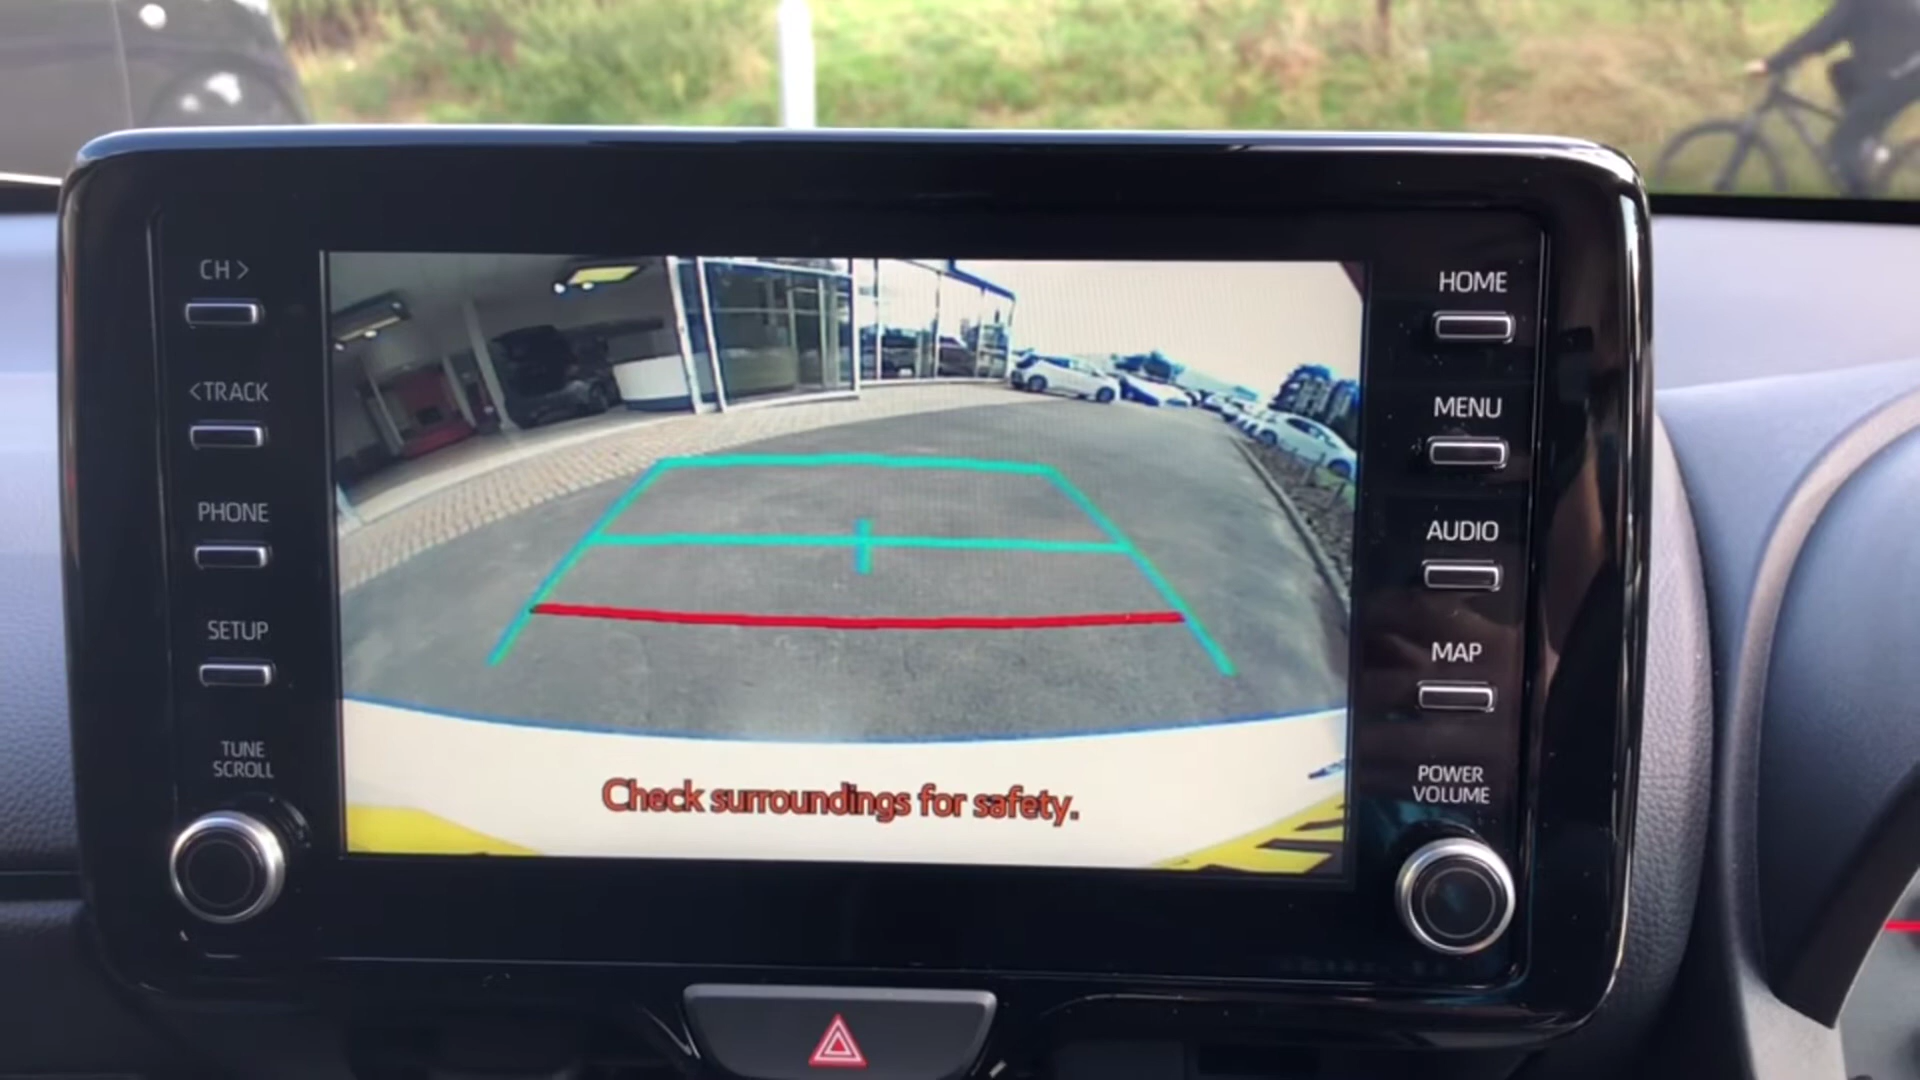 CH >
< TRACK
PHONE
SETUP
TUNE
SCROLL
HOME
MENU
AUDIO
MAP
POWER
VOLUME
Check surroundings for safety.